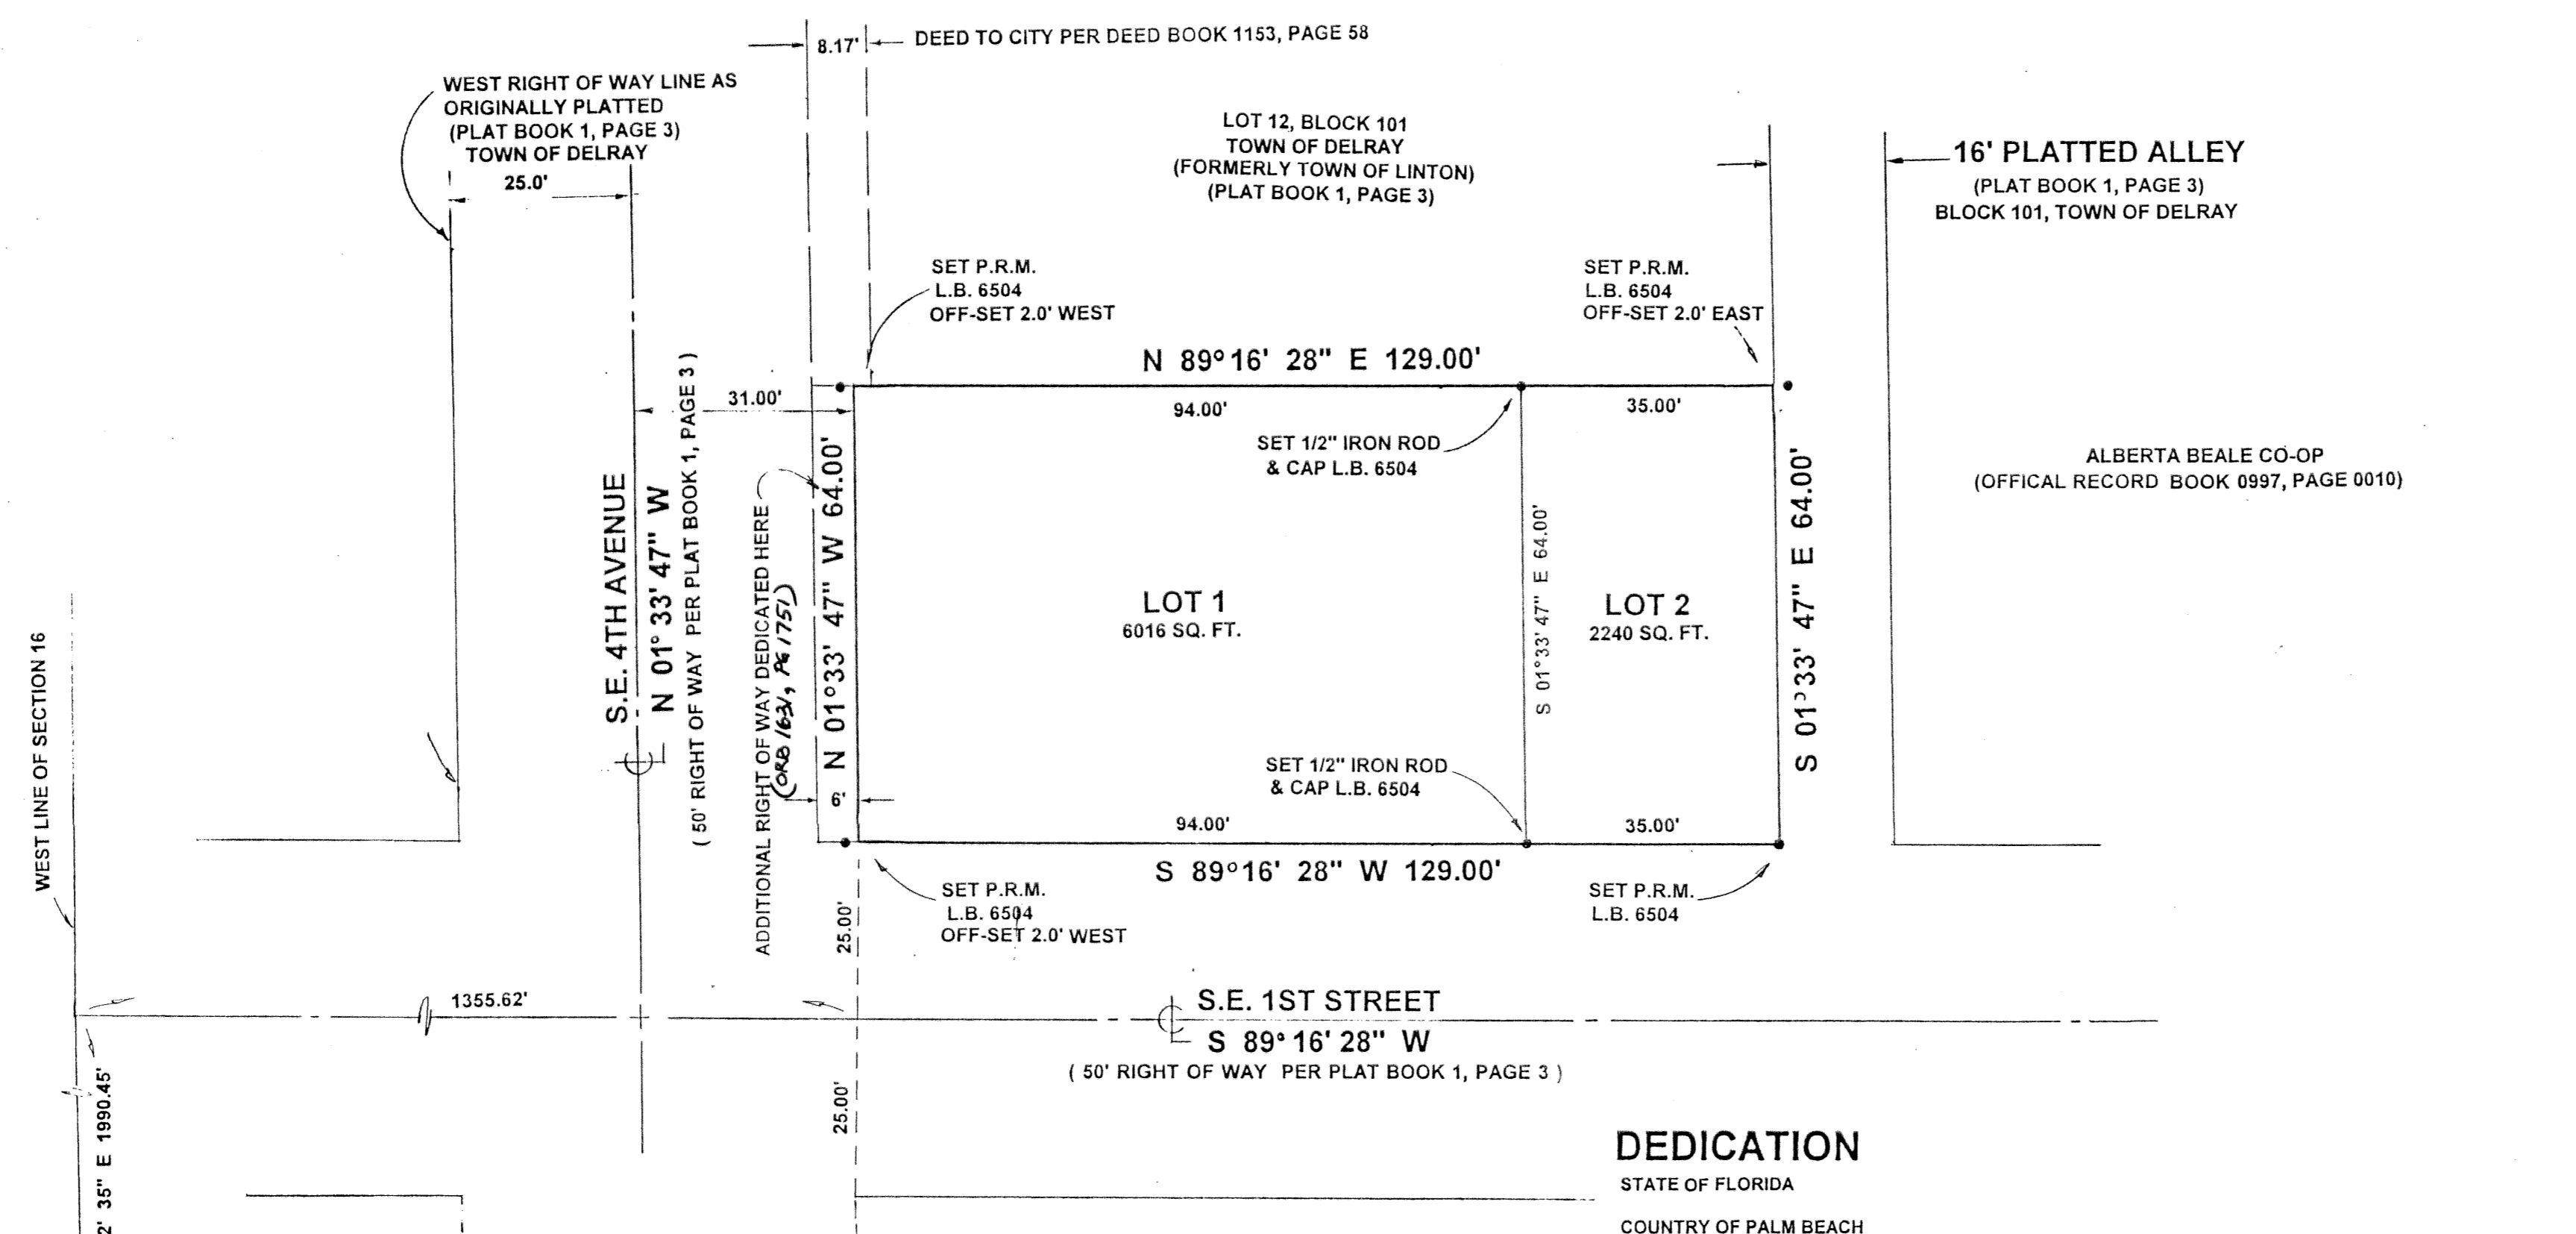 8.17'
DEED TO CITY PER DEED BOOK 1153, PAGE 58
WEST RIGHT OF WAY LINE AS
ORIGINALLY PLATTED
(PLAT BOOK 1, PAGE 3)
TOWN OF DELRAY
25.0'
LOT 12, BLOCK 101
TOWN OF DELRAY
(FORMERLY TOWN OF LINTON)
(PLAT BOOK 1, PAGE 3)
16' PLATTED ALLEY
(PLAT BOOK 1, PAGE 3)
BLOCK 101, TOWN OF DELRAY
SET P.R.M.
L.B. 6504
OFF-SET 2.0' WEST
SET P.R.M.
L.B. 6504
OFF-SET 2.0' EAST
N 89°16' 28" E 129.00'
31.00'
94.00'
35.00'
SET 1/2" IRON ROD
& CAP L.B. 6504
ALBERTA BEALE CO-OP
(OFFICAL RECORD BOOK 0997, PAGE 0010)
S.E. 4TH AVENUE
N 01° 33' 47" W
( 50' RIGHT OF WAY PER PLAT BOOK 1, PAGE 3 )
ADDITIONAL RIGHT OF WAY DEDICATED HERE
(ORB 1631, PG 1751)
N 01°33' 47" W 64.00'
LOT 1
6016 SQ. FT.
S 01°33' 47" E 64.00'
LOT 2
2240 SQ. FT.
S 01°33' 47" E 64.00'
WEST LINE OF SECTION 16
SET 1/2" IRON ROD
& CAP L.B. 6504
6'
94.00'
35.00'
S 89°16' 28" W 129.00'
SET P.R.M.
L.B. 6504
OFF-SET 2.0' WEST
SET P.R.M.
L.B. 6504
25.00'
1355.62'
S.E. 1ST STREET
S 89° 16' 28" W
( 50' RIGHT OF WAY PER PLAT BOOK 1, PAGE 3 )
25.00'
2' 35" E 1990.45'
DEDICATION
STATE OF FLORIDA
COUNTRY OF PALM BEACH